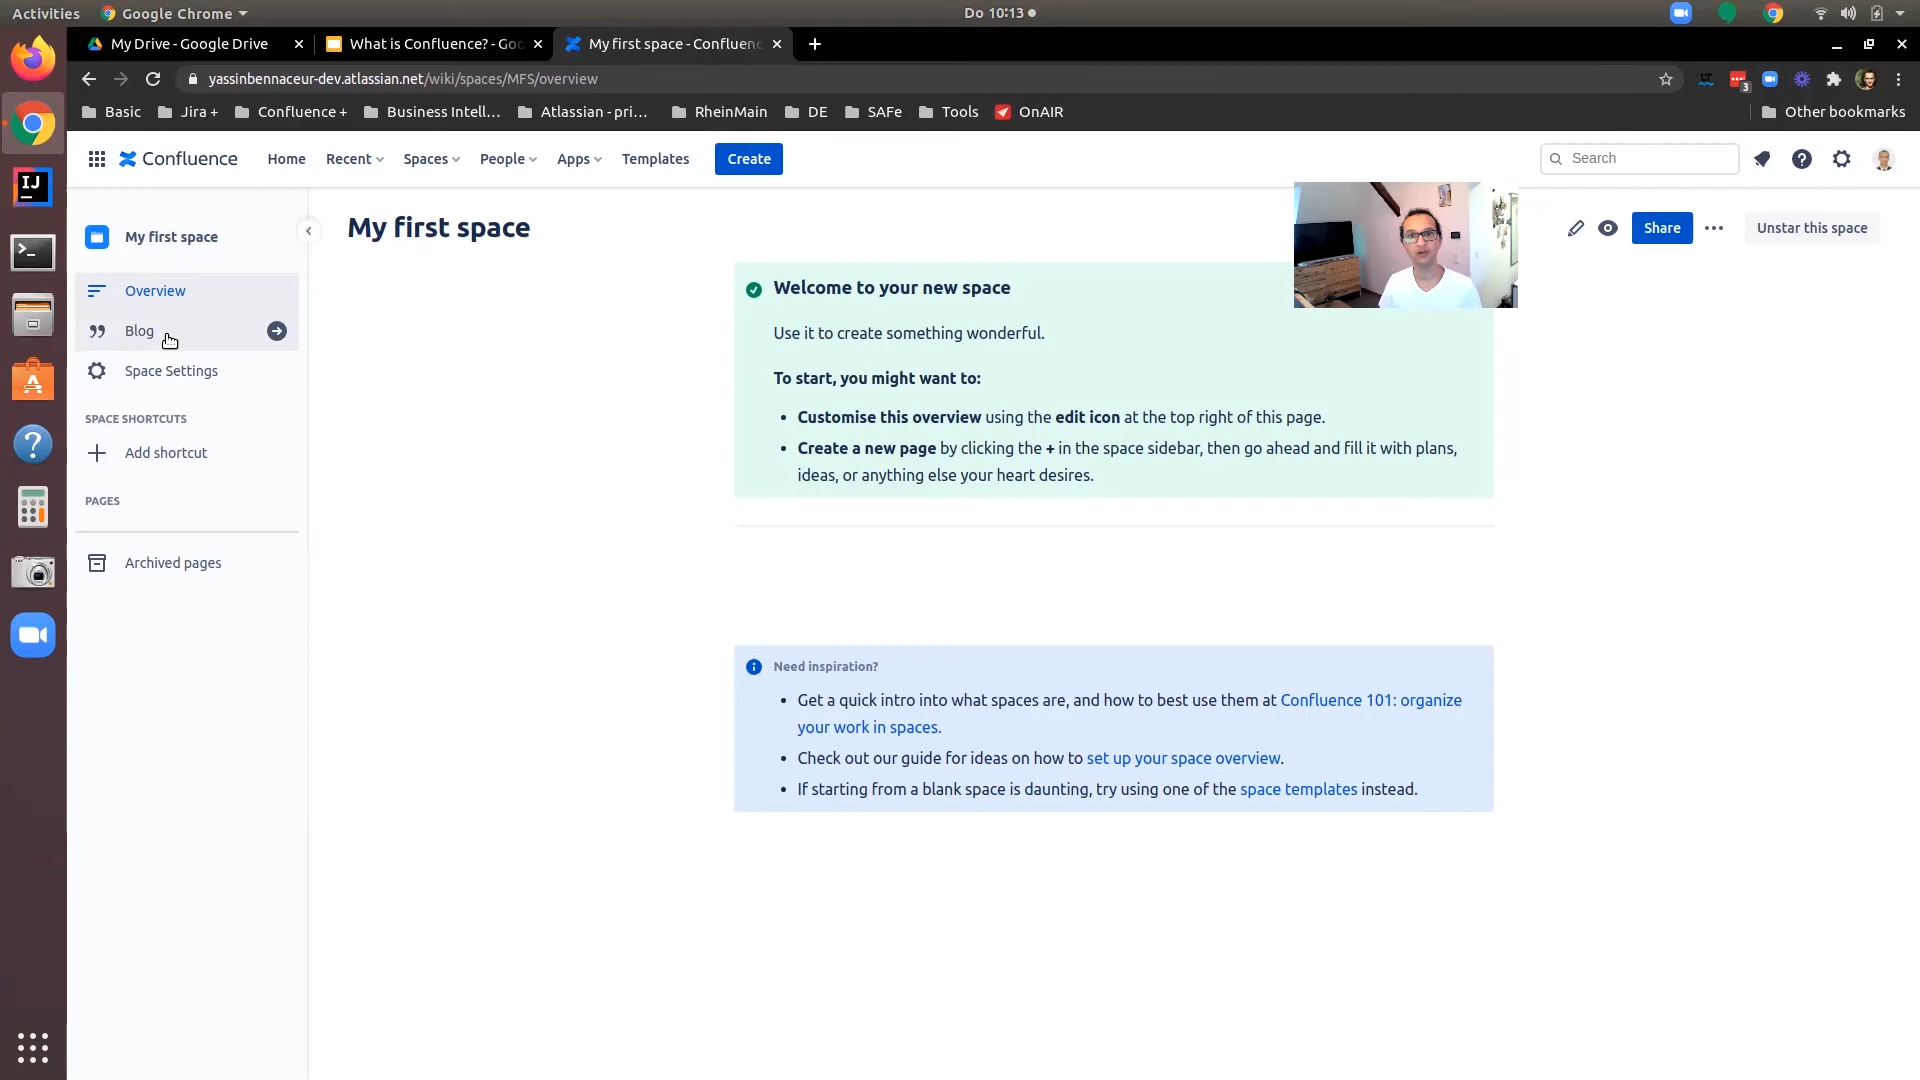 Activities
Google Chrome
Do 10:13
My Drive - Google Drive
What is Confluence? - Goo
My first space - Confluenc
yassinbennaceur-dev.atlassian.net/wiki/spaces/MFS/overview
3
Basic
Jira +
Confluence +
Business Intell...
Atlassian - pri...
RheinMain
DE
SAFe
Tools
OnAIR
Other bookmarks
Confluence
Home
Recent
Spaces
People
Apps
Templates
Create
Search
My first space
Overview
Blog
Space Settings
SPACE SHORTCUTS
Add shortcut
PAGES
Archived pages
My first space
Share
Unstar this space
Welcome to your new space
Use it to create something wonderful.
To start, you might want to:
• Customise this overview using the edit icon at the top right of this page.
• Create a new page by clicking the + in the space sidebar, then go ahead and fill it with plans,
ideas, or anything else your heart desires.
Need inspiration?
• Get a quick intro into what spaces are, and how to best use them at Confluence 101: organize
your work in spaces.
• Check out our guide for ideas on how to set up your space overview.
• If starting from a blank space is daunting, try using one of the space templates instead.